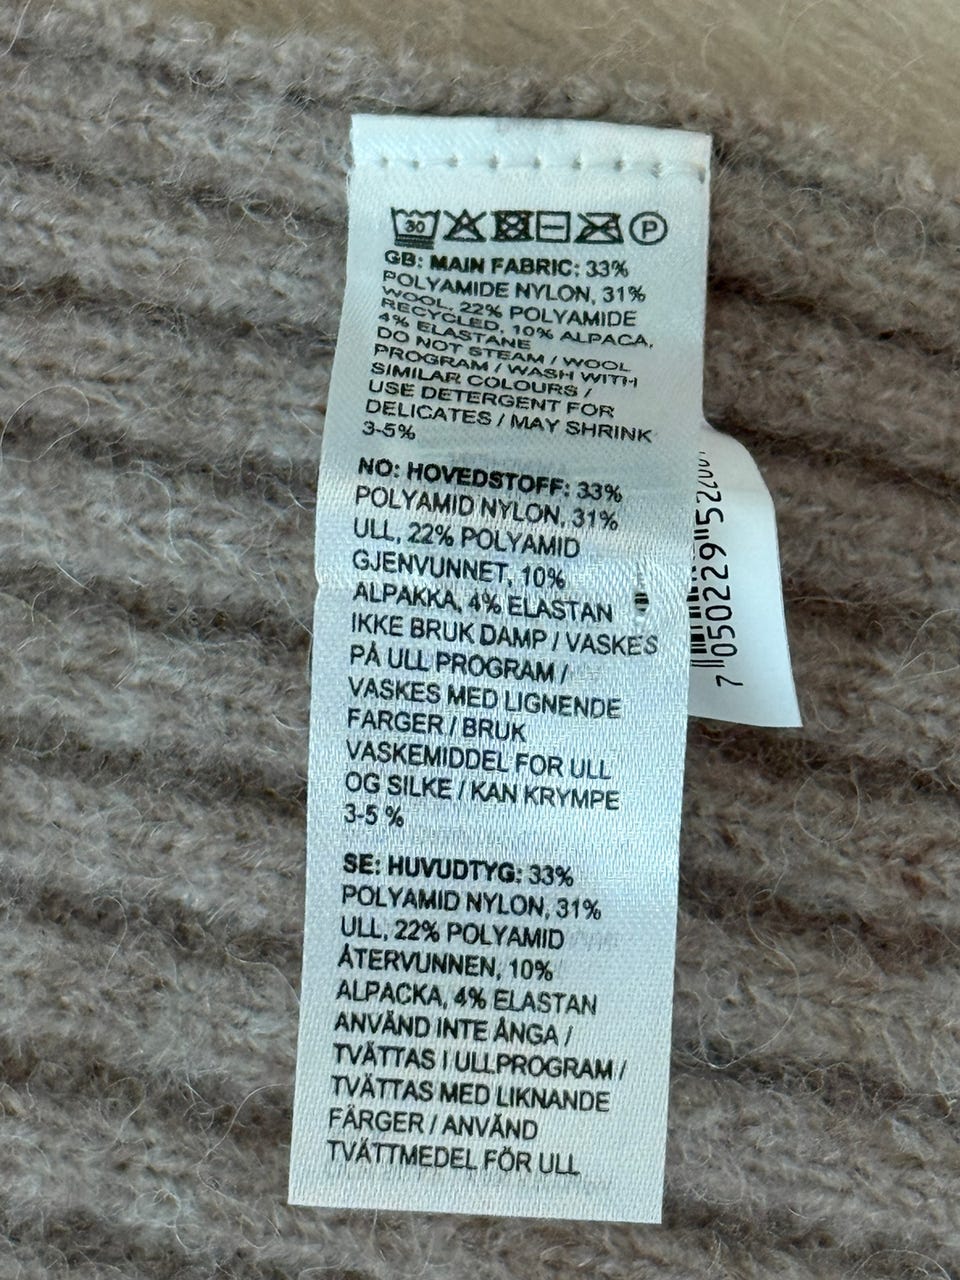 30
P
GB: MAIN FABRIC: 33%
POLYAMIDE NYLON, 31%
WOOL, 22% POLYAMIDE
RECYCLED, 10% ALPACA,
4% ELASTANE
DO NOT STEAM / WOOL
PROGRAM / WASH WITH
SIMILAR COLOURS /
USE DETERGENT FOR
DELICATES / MAY SHRINK
3-5%
NO: HOVEDSTOFF: 33%
POLYAMID NYLON, 31%
ULL, 22% POLYAMID
GJENVUNNET, 10%
ALPAKKA, 4% ELASTAN
IKKE BRUK DAMP / VASKES
PÅ ULL PROGRAM /
VASKES MED LIGNENDE
FARGER / BRUK
VASKEMIDDEL FOR ULL
OG SILKE / KAN KRYMPE
3-5 %
SE: HUVUDTYG: 33%
POLYAMID NYLON, 31%
ULL, 22% POLYAMID
ÅTERVUNNEN, 10%
ALPACKA, 4% ELASTAN
ANVÄND INTE ÅNGA /
TVÄTTAS I ULLPROGRAM /
TVÄTTAS MED LIKNANDE
FÄRGER / ANVÄND
TVÄTTMEDEL FÖR ULL